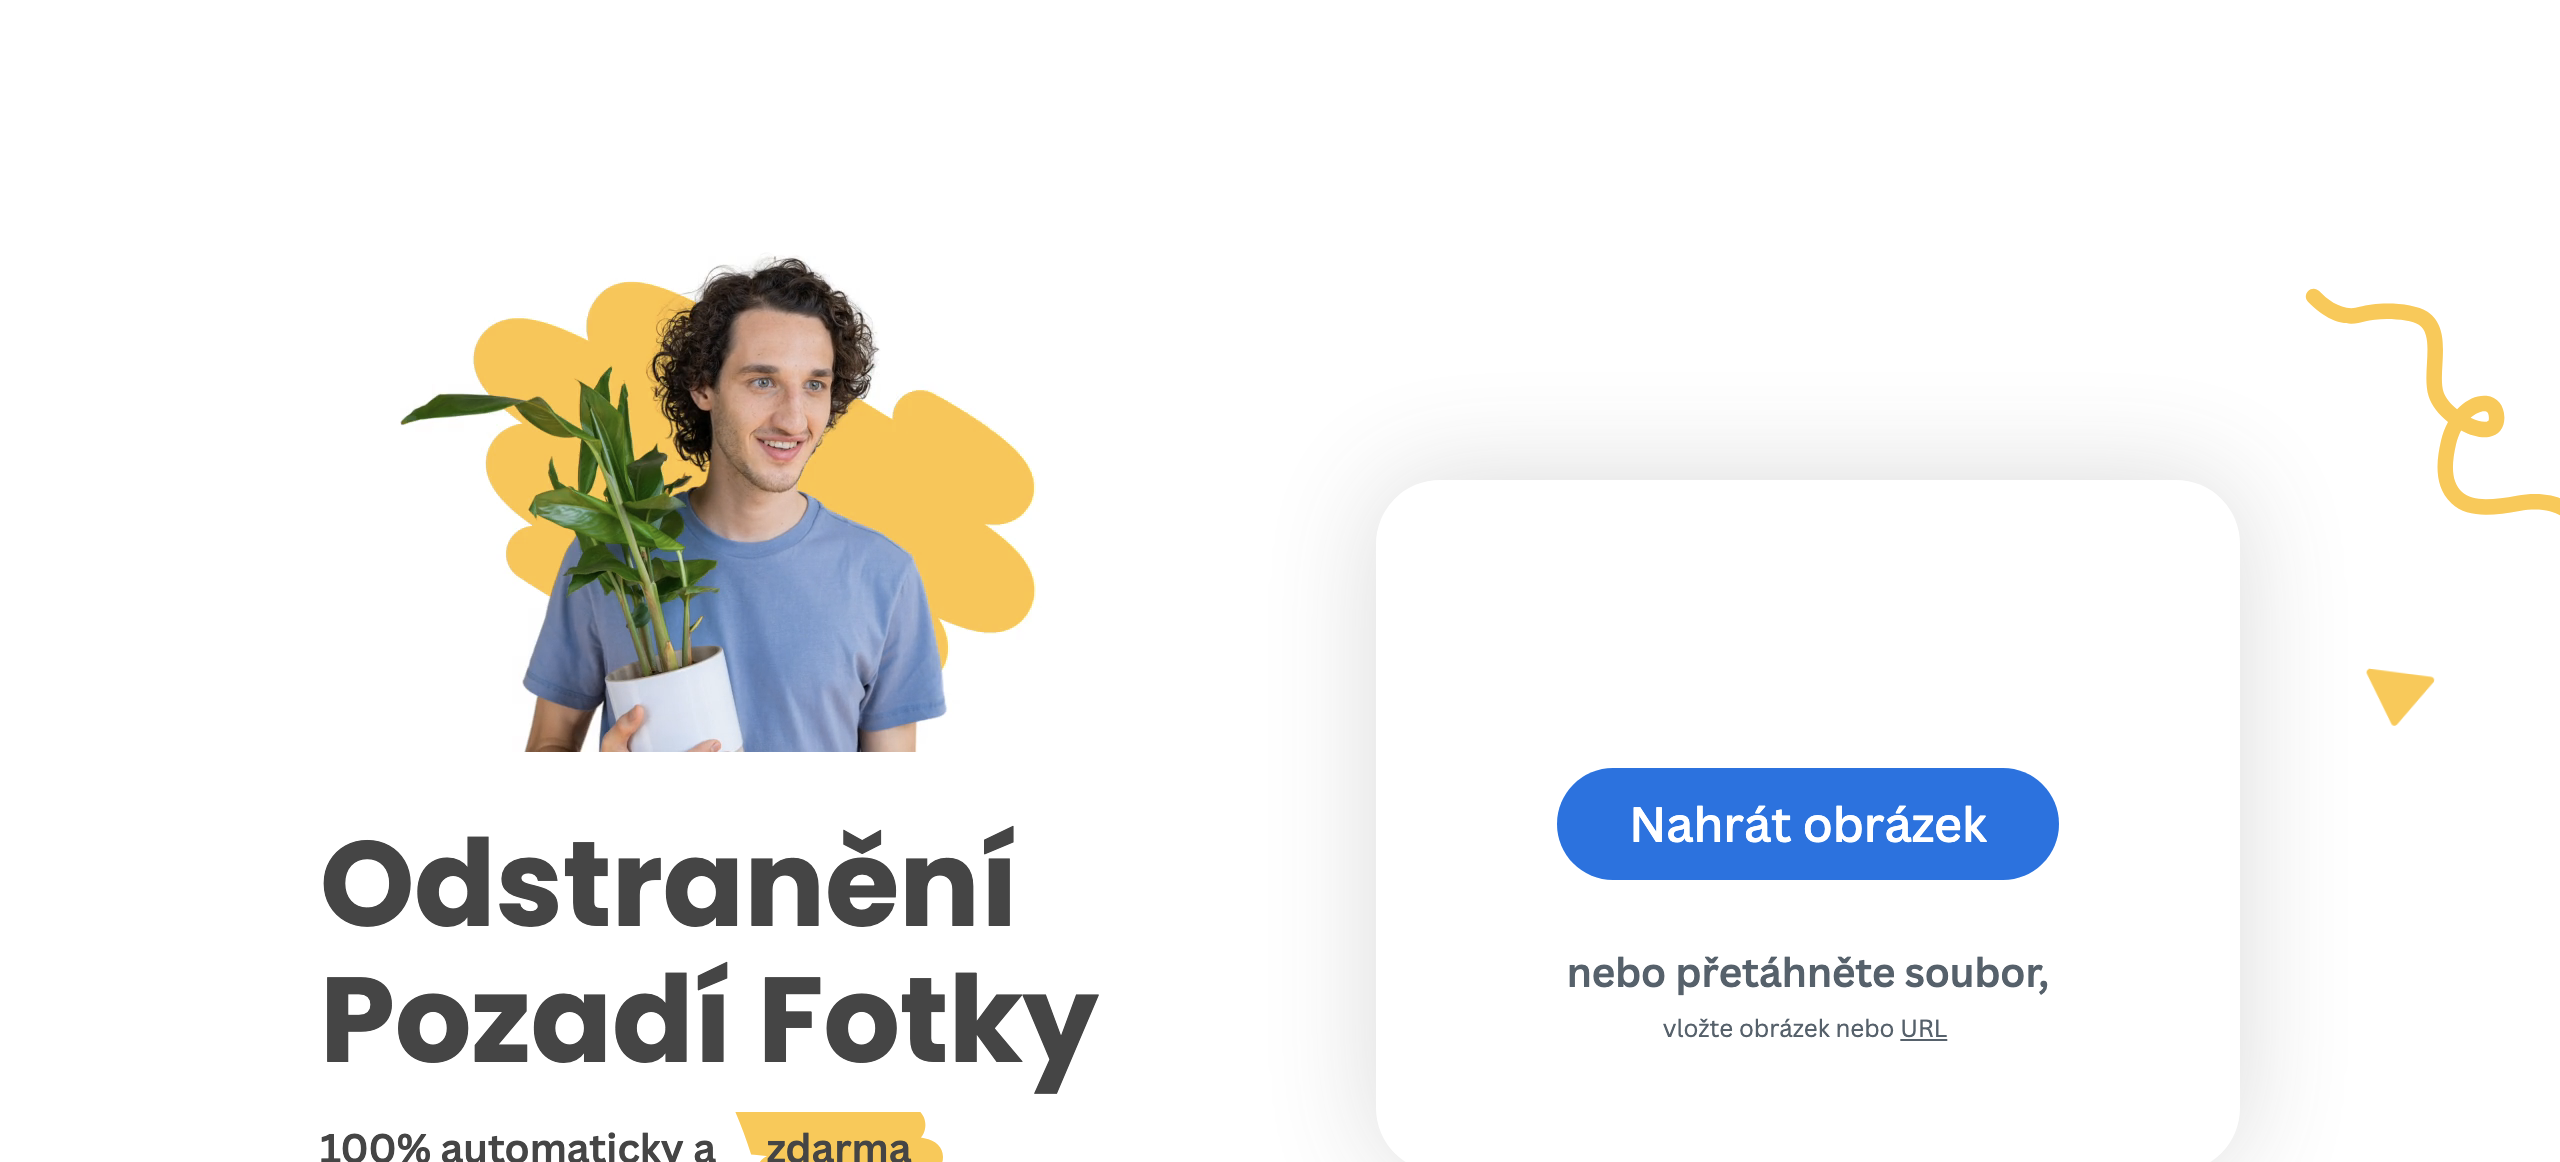 Odstranění
Pozadí Fotky
100% automaticky a zdarma
Nahrát obrázek
nebo přetáhněte soubor,
vložte obrázek nebo URL